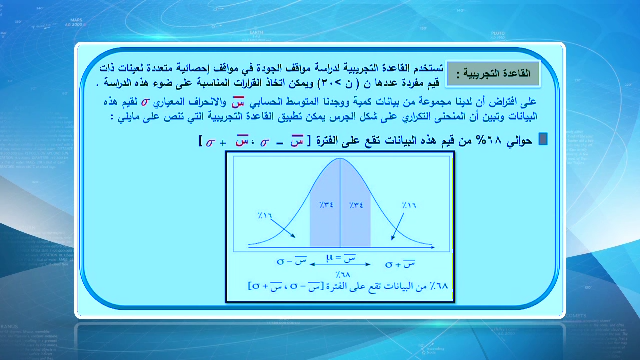 القاعدة التجريبية :
تستخدم القاعدة التجريبية لدراسة مواقف الجودة في مواقف إحصائية متعددة لعينات ذات
قيم مفردة عددها ن ( ن > ٣٠) ويمكن اتخاذ القرارات المناسبة على ضوء هذه الدراسة .
على افتراض أن لدينا مجموعة من بيانات كمية ووجدنا المتوسط الحسابي س̅ والانحراف المعياري σ لقيم هذه
البيانات وتبين أن المنحنى التكراري على شكل الجرس يمكن تطبيق القاعدة التجريبية التي تنص على مايلي :
حوالي ٦٨% من قيم هذه البيانات تقع على الفترة [ س̅ − σ ، س̅ + σ ]
٪٣٤ ٪٣٤
٪١٦ ٪١٦
σ − س̅ µ = س̅ σ + س̅
٪٦٨
٦٨٪ من البيانات تقع على الفترة [س̅ − σ ، س̅ + σ]